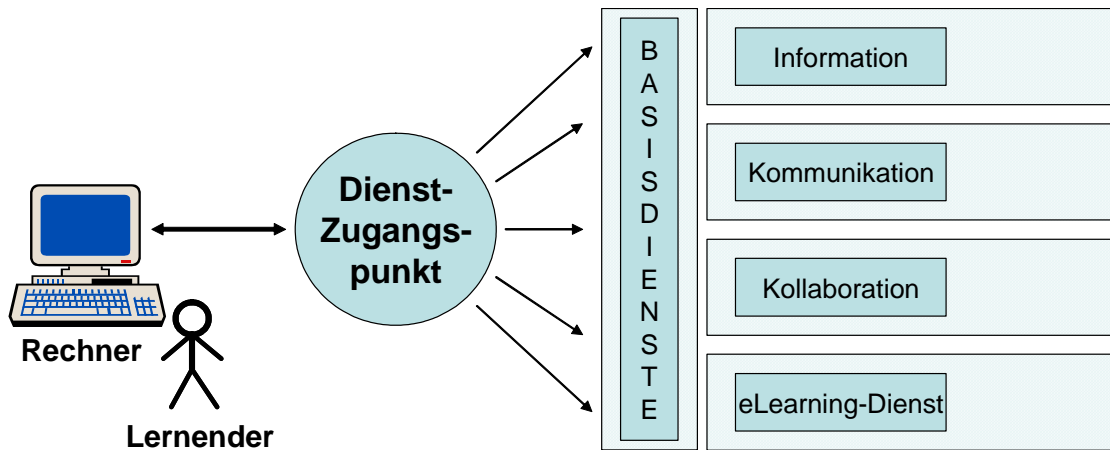 Rechner
Lernender
Dienst-
Zugangs-
punkt
B
A
S
I
S
D
I
E
N
S
T
E
Information
Kommunikation
Kollaboration
eLearning-Dienst